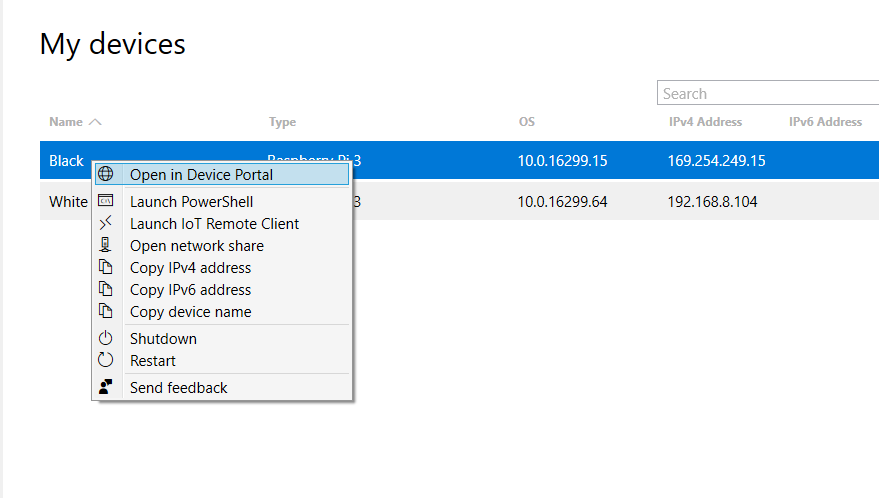 My devices
Search
Name Type OS IPv4 Address IPv6 Address
Black Raspberry Pi 3 10.0.16299.15 169.254.249.15
Open in Device Portal
White 3 10.0.16299.64 192.168.8.104
Launch PowerShell
Launch IoT Remote Client
Open network share
Copy IPv4 address
Copy IPv6 address
Copy device name
Shutdown
Restart
Send feedback